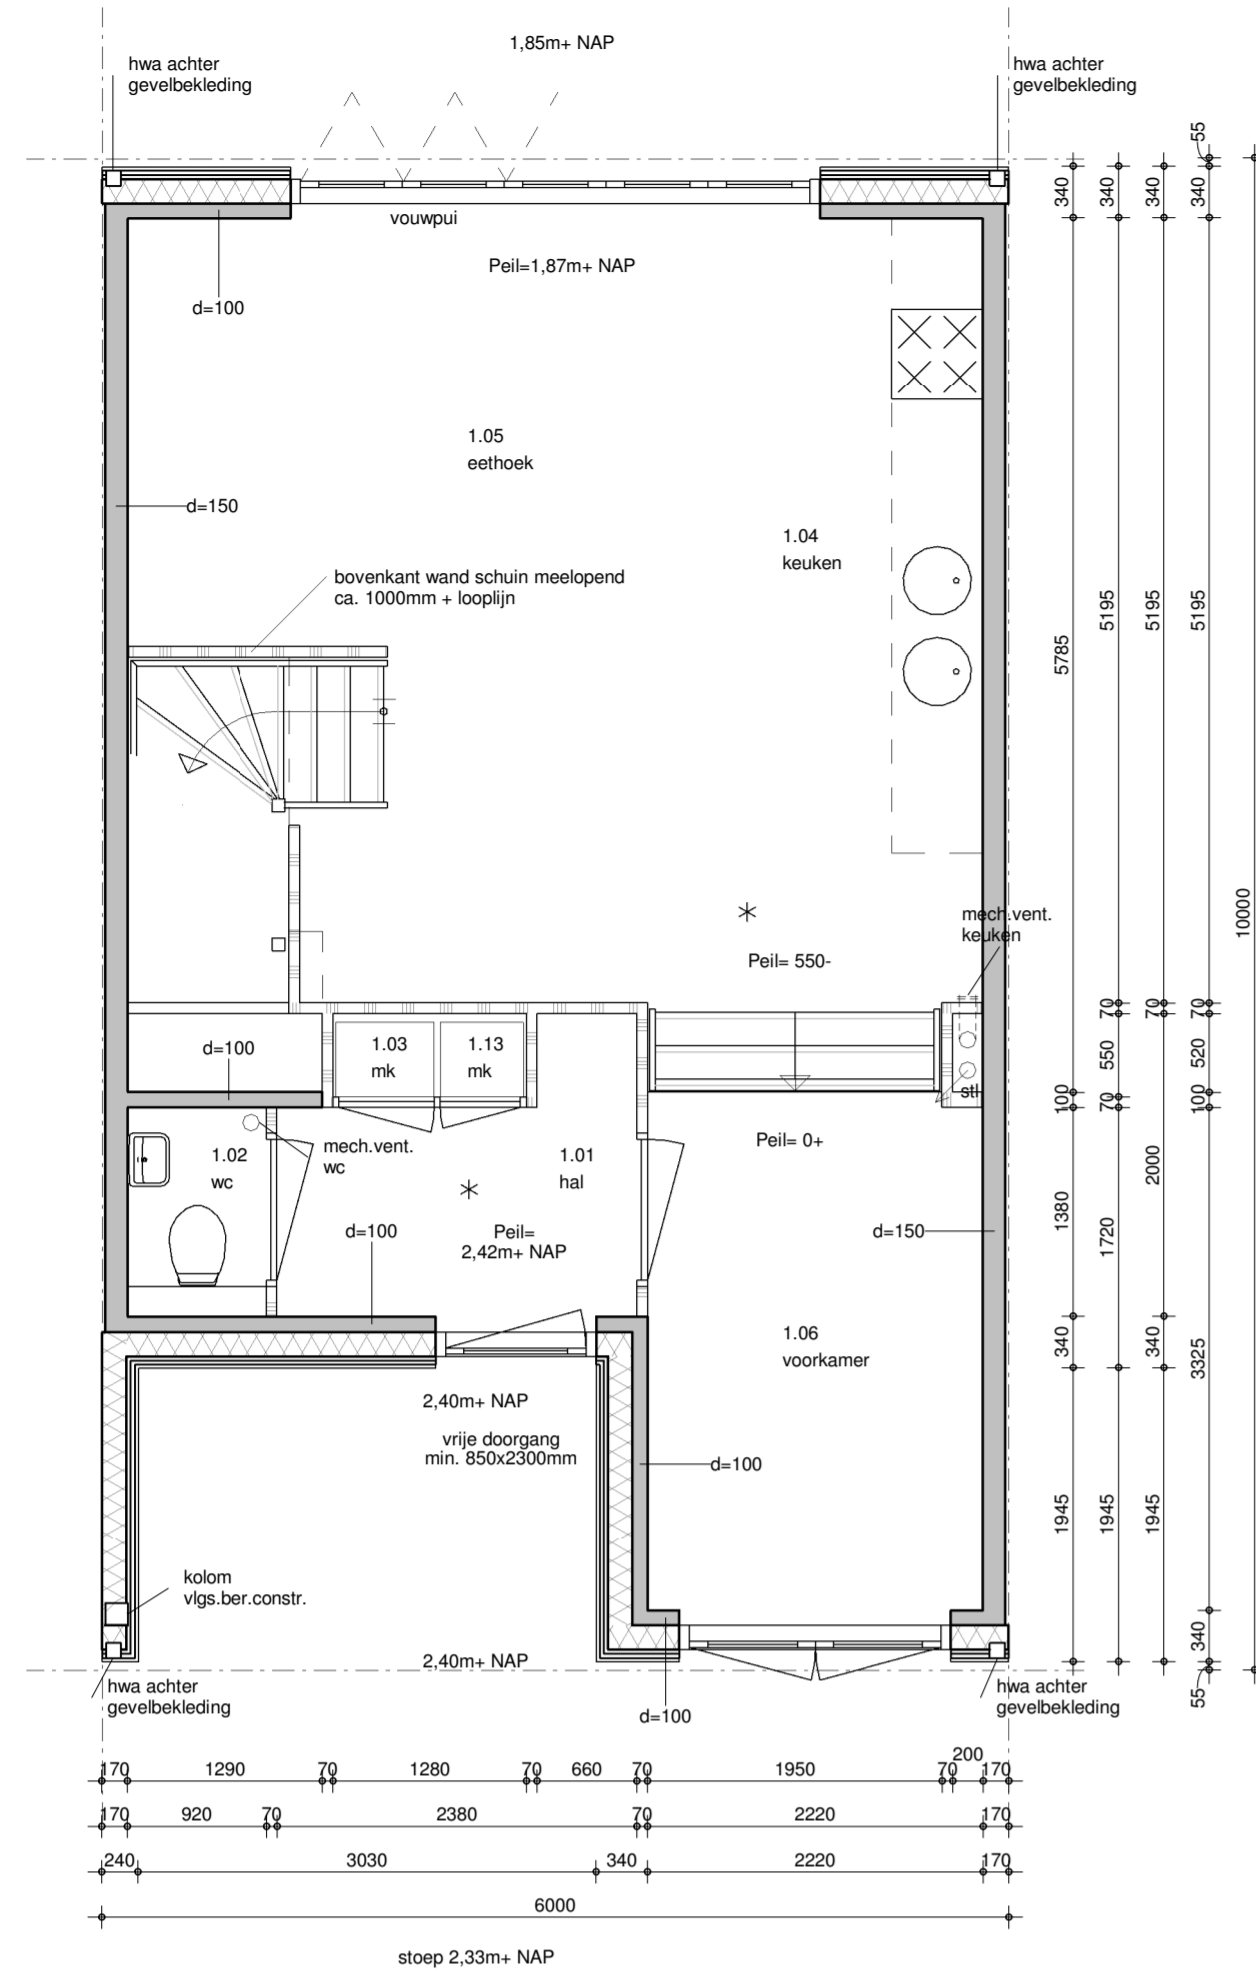 1,85m+ NAP
hwa achter
gevelbekleding
hwa achter
gevelbekleding
vouwpui
Peil=1,87m+ NAP
d=100
1.05
eethoek
d=150
1.04
keuken
bovenkant wand schuin meelopend
ca. 1000mm + looplijn
mech.vent.
keuken
Peil= 550-
d=100
1.03
mk
1.13
mk
stl
1.02
wc
mech.vent.
wc
1.01
hal
Peil= 0+
d=100
Peil=
2,42m+ NAP
d=150
1.06
voorkamer
2,40m+ NAP
vrije doorgang
min. 850x2300mm
d=100
kolom
vlgs.ber.constr.
2,40m+ NAP
hwa achter
gevelbekleding
hwa achter
gevelbekleding
d=100
340 5785 100 1380 340 1945
340 5195 70 550 70 1720 1945
340 5195 70 2000 340 1945
55 340 5195 70 520 100 3325 340 55
10000
170 1290 70 1280 70 660 70 1950 70 200 170
170 920 70 2380 70 2220 170
240 3030 340 2220 170
6000
stoep 2,33m+ NAP